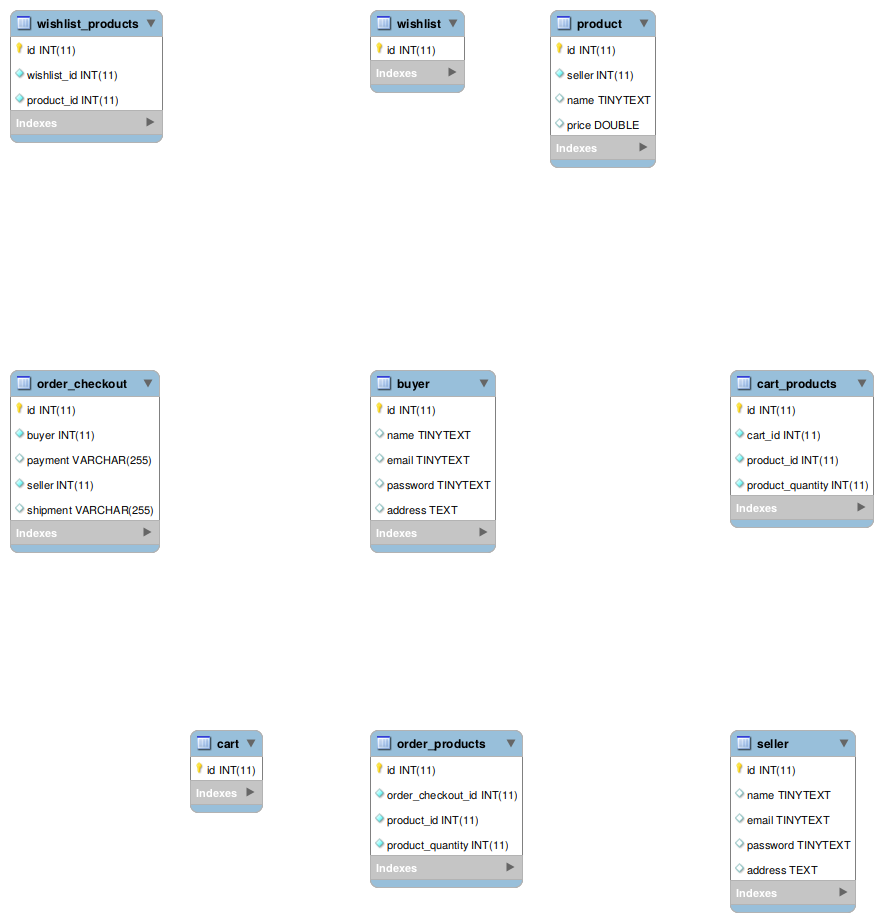 wishlist_products
id INT(11)
wishlist_id INT(11)
product_id INT(11)
Indexes
wishlist
id INT(11)
Indexes
product
id INT(11)
seller INT(11)
name TINYTEXT
price DOUBLE
Indexes
order_checkout
id INT(11)
buyer INT(11)
payment VARCHAR(255)
seller INT(11)
shipment VARCHAR(255)
Indexes
buyer
id INT(11)
name TINYTEXT
email TINYTEXT
password TINYTEXT
address TEXT
Indexes
cart_products
id INT(11)
cart_id INT(11)
product_id INT(11)
product_quantity INT(11)
Indexes
cart
id INT(11)
Indexes
order_products
id INT(11)
order_checkout_id INT(11)
product_id INT(11)
product_quantity INT(11)
Indexes
seller
id INT(11)
name TINYTEXT
email TINYTEXT
password TINYTEXT
address TEXT
Indexes